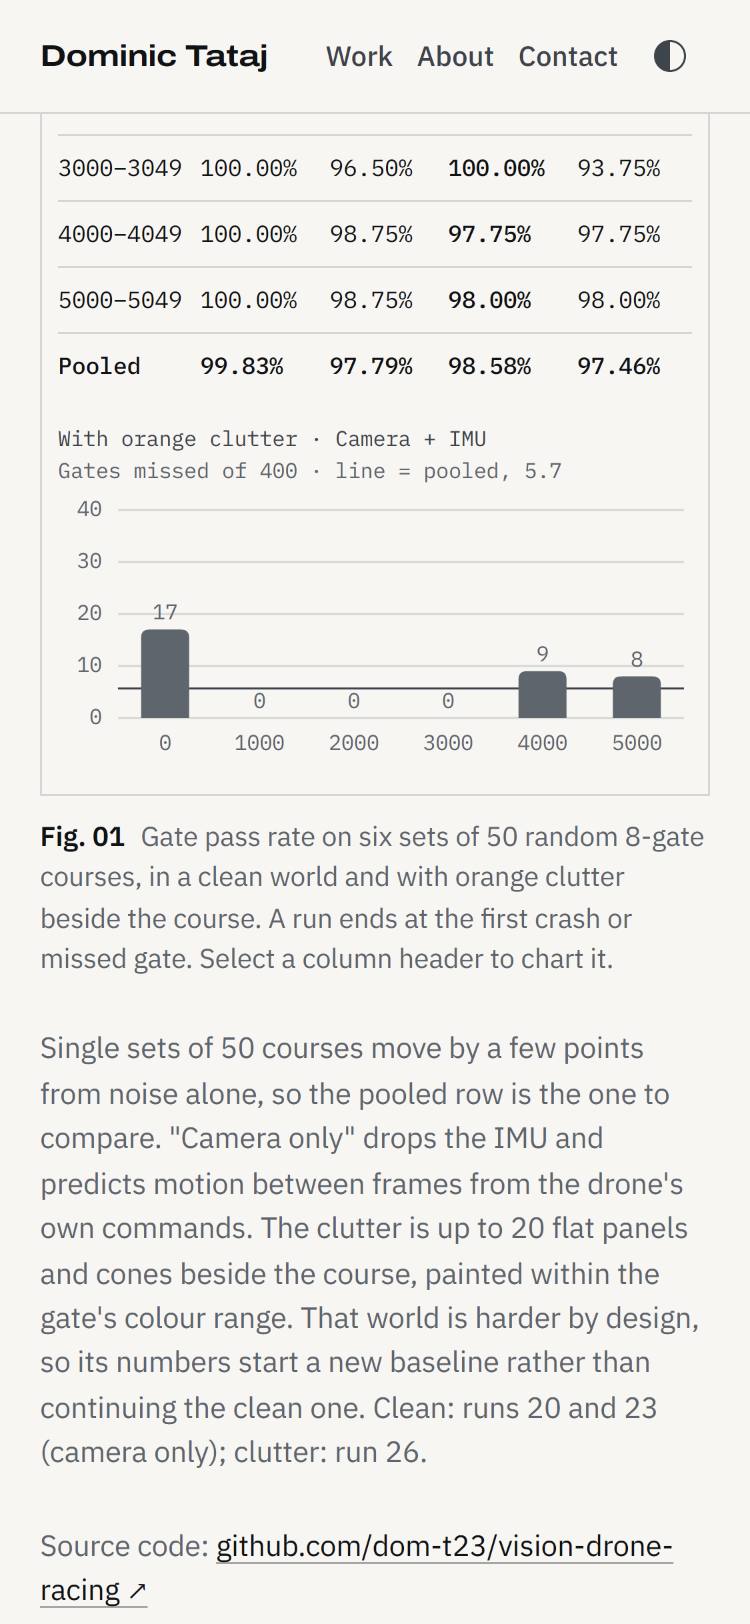 Dominic Tataj Work About Contact
3000–3049 100.00% 96.50% 100.00% 93.75%
4000–4049 100.00% 98.75% 97.75% 97.75%
5000–5049 100.00% 98.75% 98.00% 98.00%
Pooled 99.83% 97.79% 98.58% 97.46%
With orange clutter · Camera + IMU
Gates missed of 400 · line = pooled, 5.7
40
30
20
10
0
17
0
0
0
9
8
0 1000 2000 3000 4000 5000
Fig. 01 Gate pass rate on six sets of 50 random 8-gate
courses, in a clean world and with orange clutter
beside the course. A run ends at the first crash or
missed gate. Select a column header to chart it.
Single sets of 50 courses move by a few points
from noise alone, so the pooled row is the one to
compare. "Camera only" drops the IMU and
predicts motion between frames from the drone's
own commands. The clutter is up to 20 flat panels
and cones beside the course, painted within the
gate's colour range. That world is harder by design,
so its numbers start a new baseline rather than
continuing the clean one. Clean: runs 20 and 23
(camera only); clutter: run 26.
Source code: github.com/dom-t23/vision-drone-
racing ↗